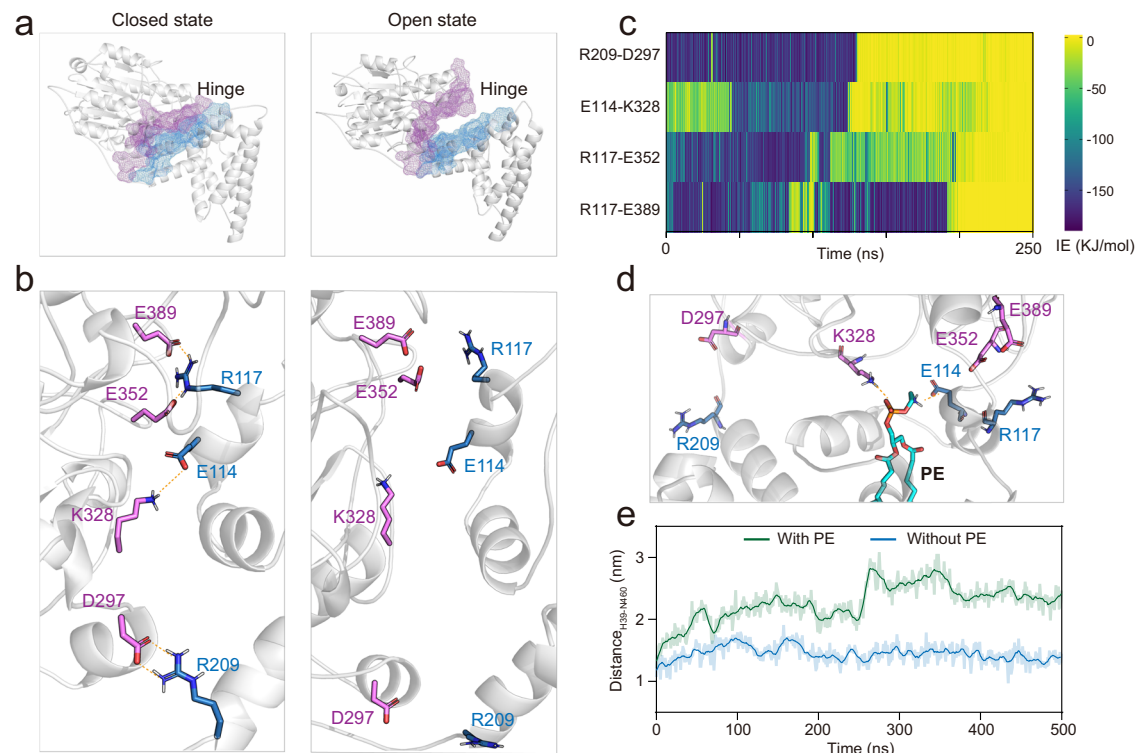 a
Closed state
Open state
Hinge
Hinge
b
E389
R117
E352
E114
K328
D297
R209
E389
R117
E352
E114
K328
D297
R209
c
R209-D297
E114-K328
R117-E352
R117-E389
0
250
Time (ns)
0
-50
-100
-150
IE (KJ/mol)
d
D297
K328
E389
E352
E114
R209
R117
PE
e
With PE
Without PE
Distance H39-N460 (nm)
3
2
1
0
100
200
300
400
500
Time (ns)